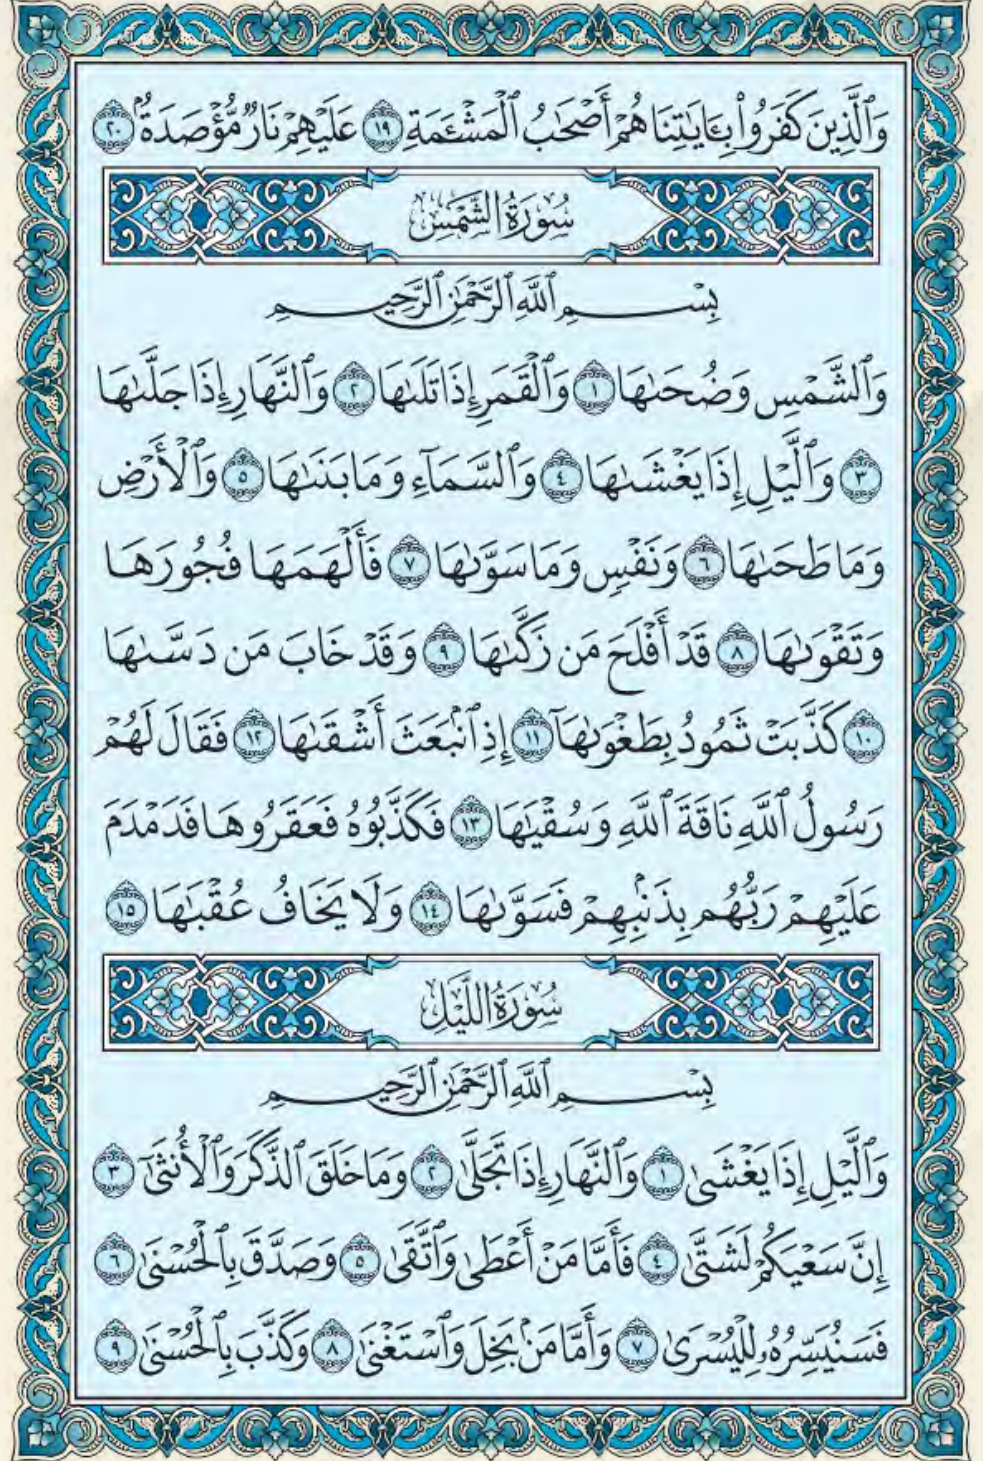 وَٱلَّذِينَ كَفَرُواْ بِـَٔايَٰتِنَا هُمۡ أَصۡحَٰبُ ٱلۡمَشۡـَٔمَةِ ١٩ عَلَيۡهِمۡ نَارٞ مُّؤۡصَدَةُۢ ٢٠
سُورَةُ الشَّمۡسِ
بِسۡمِ ٱللَّهِ ٱلرَّحۡمَٰنِ ٱلرَّحِيمِ
وَٱلشَّمۡسِ وَضُحَىٰهَا ١ وَٱلۡقَمَرِ إِذَا تَلَىٰهَا ٢ وَٱلنَّهَارِ إِذَا جَلَّىٰهَا
٣ وَٱلَّيۡلِ إِذَا يَغۡشَىٰهَا ٤ وَٱلسَّمَآءِ وَمَا بَنَىٰهَا ٥ وَٱلۡأَرۡضِ
وَمَا طَحَىٰهَا ٦ وَنَفۡسٖ وَمَا سَوَّىٰهَا ٧ فَأَلۡهَمَهَا فُجُورَهَا
وَتَقۡوَىٰهَا ٨ قَدۡ أَفۡلَحَ مَن زَكَّىٰهَا ٩ وَقَدۡ خَابَ مَن دَسَّىٰهَا
١٠ كَذَّبَتۡ ثَمُودُ بِطَغۡوَىٰهَآ ١١ إِذِ ٱنۢبَعَثَ أَشۡقَىٰهَا ١٢ فَقَالَ لَهُمۡ
رَسُولُ ٱللَّهِ نَاقَةَ ٱللَّهِ وَسُقۡيَٰهَا ١٣ فَكَذَّبُوهُ فَعَقَرُوهَا فَدَمۡدَمَ
عَلَيۡهِمۡ رَبُّهُم بِذَنۢبِهِمۡ فَسَوَّىٰهَا ١٤ وَلَا يَخَافُ عُقۡبَٰهَا ١٥
سُورَةُ اللَّيۡلِ
بِسۡمِ ٱللَّهِ ٱلرَّحۡمَٰنِ ٱلرَّحِيمِ
وَٱلَّيۡلِ إِذَا يَغۡشَىٰ ١ وَٱلنَّهَارِ إِذَا تَجَلَّىٰ ٢ وَمَا خَلَقَ ٱلذَّكَرَ وَٱلۡأُنثَىٰٓ ٣
إِنَّ سَعۡيَكُمۡ لَشَتَّىٰ ٤ فَأَمَّا مَنۡ أَعۡطَىٰ وَٱتَّقَىٰ ٥ وَصَدَّقَ بِٱلۡحُسۡنَىٰ ٦
فَسَنُيَسِّرُهُۥ لِلۡيُسۡرَىٰ ٧ وَأَمَّا مَنۢ بَخِلَ وَٱسۡتَغۡنَىٰ ٨ وَكَذَّبَ بِٱلۡحُسۡنَىٰ ٩